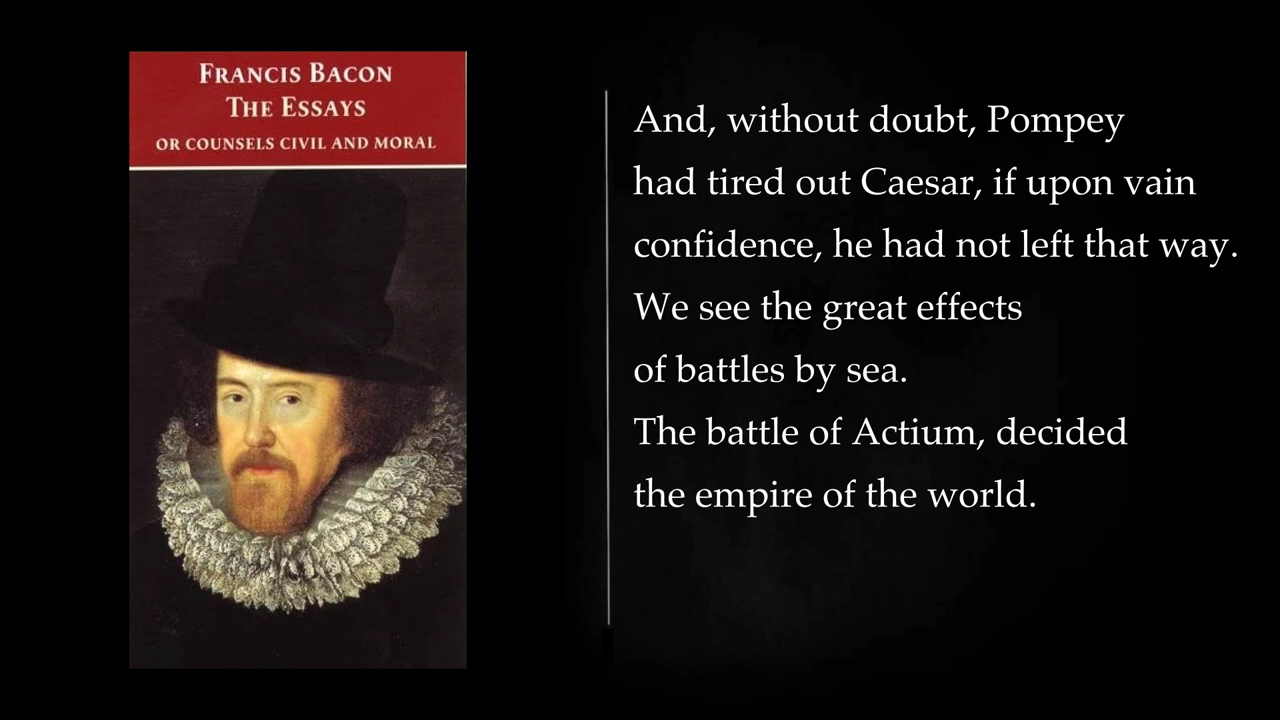 FRANCIS BACON
THE ESSAYS
OR COUNSELS CIVIL AND MORAL
And, without doubt, Pompey
had tired out Caesar, if upon vain
confidence, he had not left that way.
We see the great effects
of battles by sea.
The battle of Actium, decided
the empire of the world.